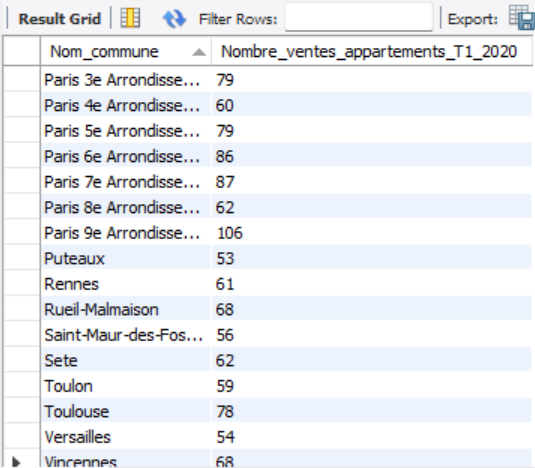 Result Grid Filter Rows: Export:
Nom_commune Nombre_ventes_appartements_T1_2020
Paris 3e Arrondisse... 79
Paris 4e Arrondisse... 60
Paris 5e Arrondisse... 79
Paris 6e Arrondisse... 86
Paris 7e Arrondisse... 87
Paris 8e Arrondisse... 62
Paris 9e Arrondisse... 106
Puteaux 53
Rennes 61
Rueil-Malmaison 68
Saint-Maur-des-Fos... 56
Sete 62
Toulon 59
Toulouse 78
Versailles 54
Vincennes 68